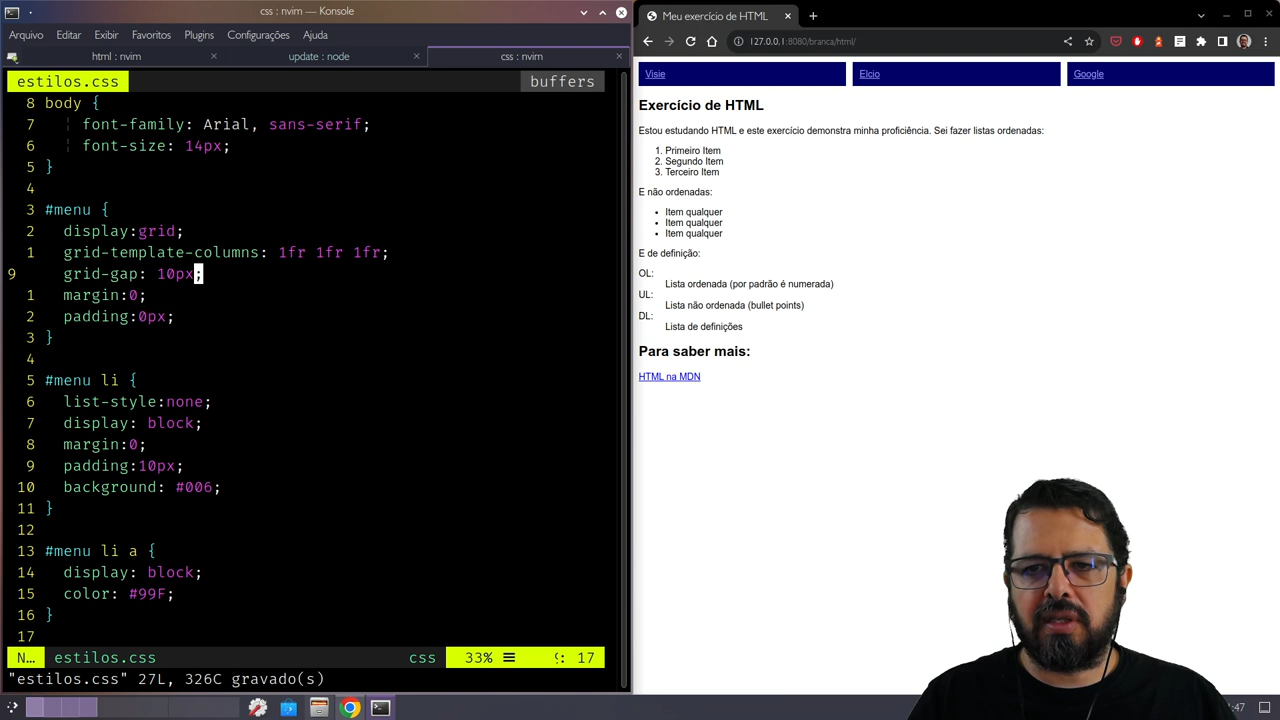 css : nvim — Konsole
Arquivo Editar Exibir Favoritos Plugins Configurações Ajuda
html : nvim update : node css : nvim
estilos.css buffers
8 body {
7 font-family: Arial, sans-serif;
6 font-size: 14px;
5 }
4
3 #menu {
2 display:grid;
1 grid-template-columns: 1fr 1fr 1fr;
9 grid-gap: 10px;
1 margin:0;
2 padding:0px;
3 }
4
5 #menu li {
6 list-style:none;
7 display: block;
8 margin:0;
9 padding:10px;
10 background: #006;
11 }
12
13 #menu li a {
14 display: block;
15 color: #99F;
16 }
17
N… estilos.css css 33% 17
"estilos.css" 27L, 326C gravado(s)
Meu exercício de HTML
127.0.0.1:8080/branca/html/
Visie Elcio Google
Exercício de HTML
Estou estudando HTML e este exercício demonstra minha proficiência. Sei fazer listas ordenadas:
1. Primeiro Item
2. Segundo Item
3. Terceiro Item
E não ordenadas:
• Item qualquer
• Item qualquer
• Item qualquer
E de definição:
OL:
Lista ordenada (por padrão é numerada)
UL:
Lista não ordenada (bullet points)
DL:
Lista de definições
Para saber mais:
HTML na MDN
:47